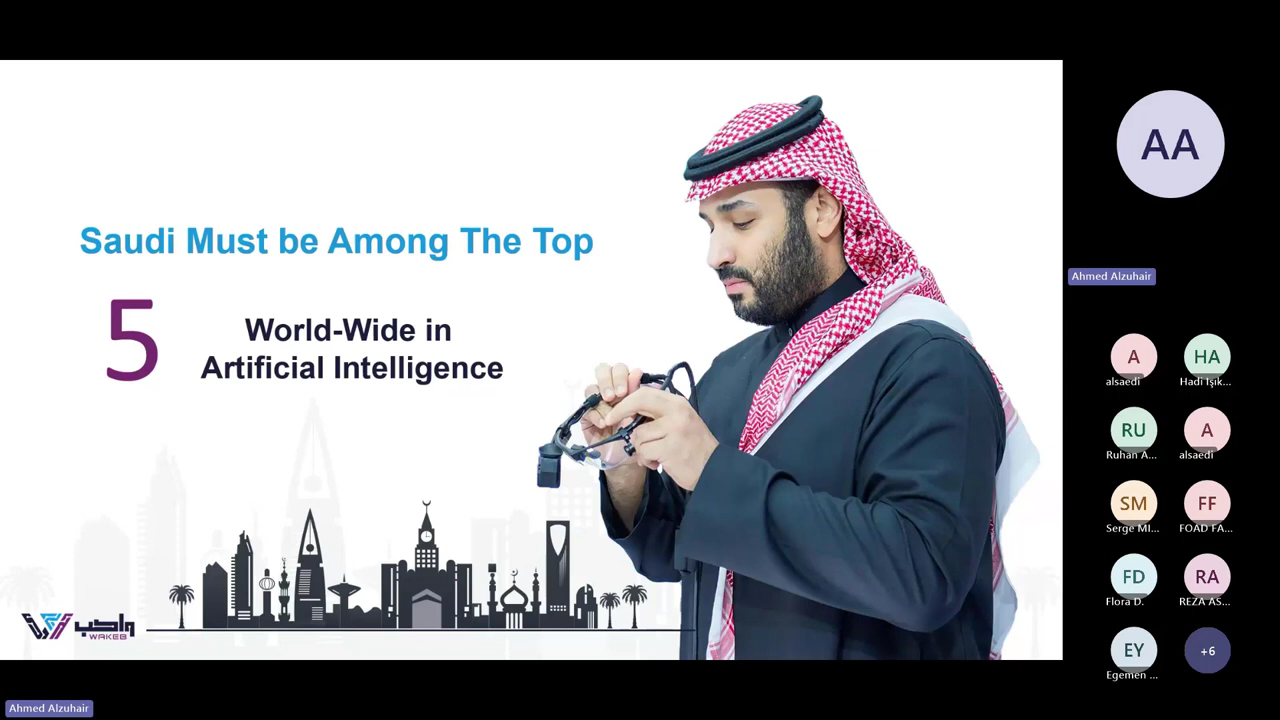 Saudi Must be Among The Top
5
World-Wide in
Artificial Intelligence
واكب
WAKEB
Ahmed Alzuhair
AA
Ahmed Alzuhair
A
alsaedi
HA
Hadi Işık...
RU
Ruhan A...
A
alsaedi
SM
Serge MI...
FF
FOAD FA...
FD
Flora D.
RA
REZA AS...
EY
Egemen ...
+6